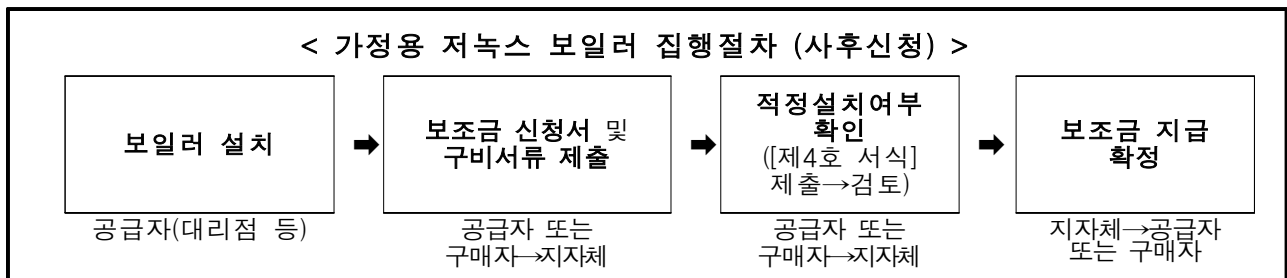 < 가정용 저녹스 보일러 집행절차 (사후신청) >
보일러 설치
➡
보조금 신청서 및
구비서류 제출
➡
적정설치여부
확인
([제4호 서식]
제출→검토)
➡
보조금 지급
확정
공급자(대리점 등)
공급자 또는
구매자→지자체
공급자 또는
구매자→지자체
지자체→공급자
또는 구매자